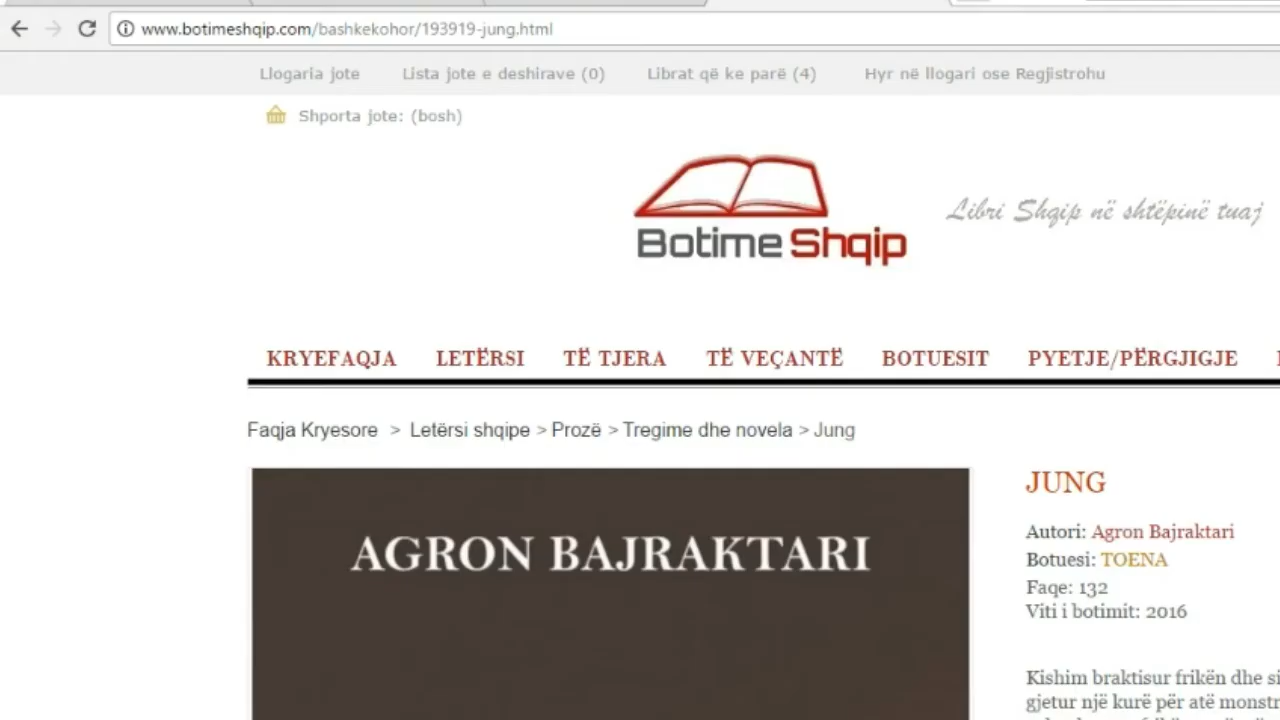 www.botimeshqip.com/bashkekohor/193919-jung.html
Llogaria jote Lista jote e deshirave (0) Librat që ke parë (4) Hyr në llogari ose Regjistrohu
Shporta jote: (bosh)
Botime Shqip
Libri Shqip në shtëpinë tuaj
KRYEFAQJA LETËRSI TË TJERA TË VEÇANTË BOTUESIT PYETJE/PËRGJIGJE
Faqja Kryesore > Letërsi shqipe > Prozë > Tregime dhe novela > Jung
AGRON BAJRAKTARI
JUNG
Autori: Agron Bajraktari
Botuesi: TOENA
Faqe: 132
Viti i botimit: 2016
Kishim braktisur frikën dhe
gjetur një kurë për atë